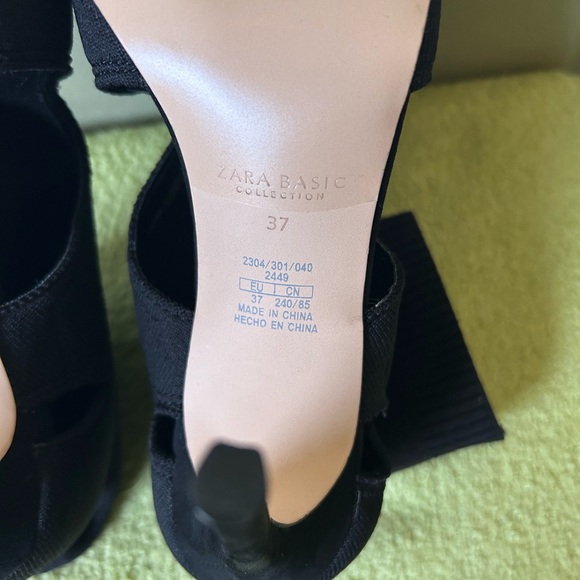 ZARA BASIC
COLLECTION
37
2304/301/040
2449
EU CN
37 240/85
MADE IN CHINA
HECHO EN CHINA